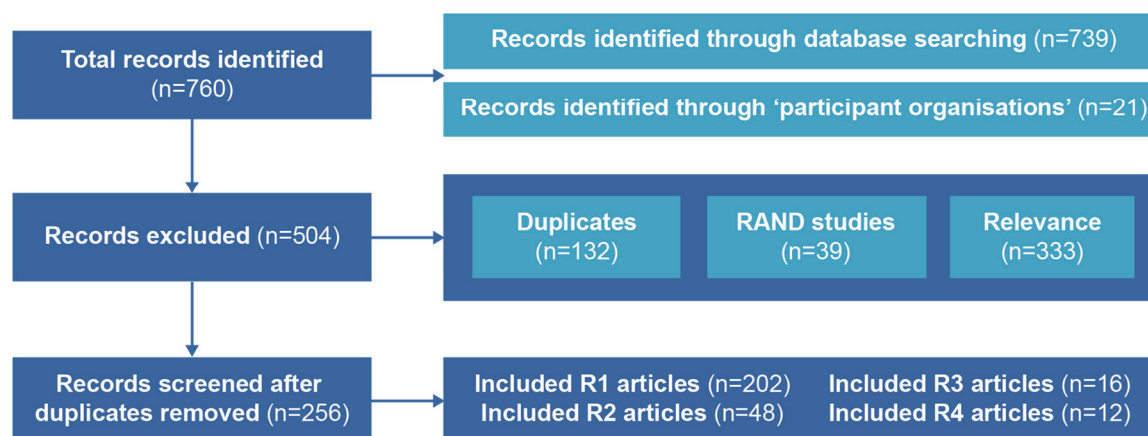 Total records identified
(n=760)
Records identified through database searching (n=739)
Records identified through ‘participant organisations’ (n=21)
Records excluded (n=504)
Duplicates
(n=132)
RAND studies
(n=39)
Relevance
(n=333)
Records screened after
duplicates removed (n=256)
Included R1 articles (n=202)
Included R2 articles (n=48)
Included R3 articles (n=16)
Included R4 articles (n=12)